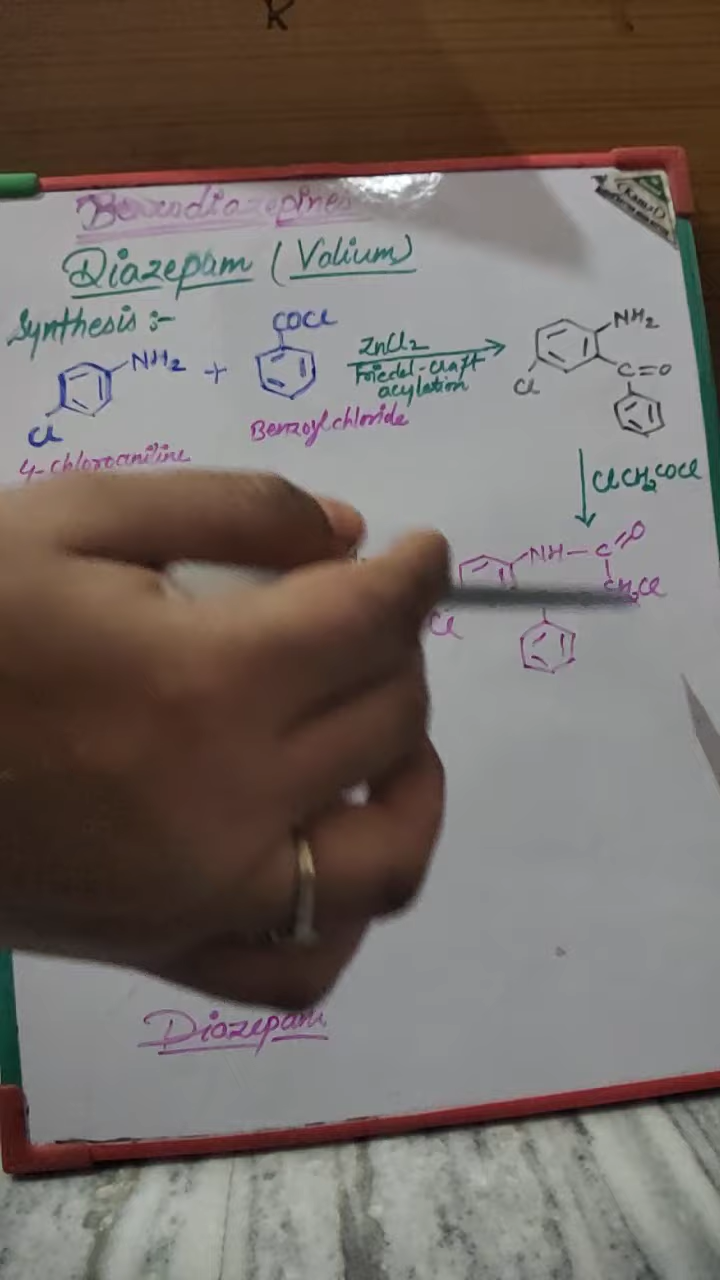 Benzodiazepines
Diazepam (Valium)
Synthesis :-
NH₂
Cl
4-chloroaniline
+
COCl
Benzoyl chloride
ZnCl₂
Friedel-craft
acylation
NH₂
C=O
Cl
ClCH₂COCl
NH-C=O
CH₂Cl
Cl
Diazepam